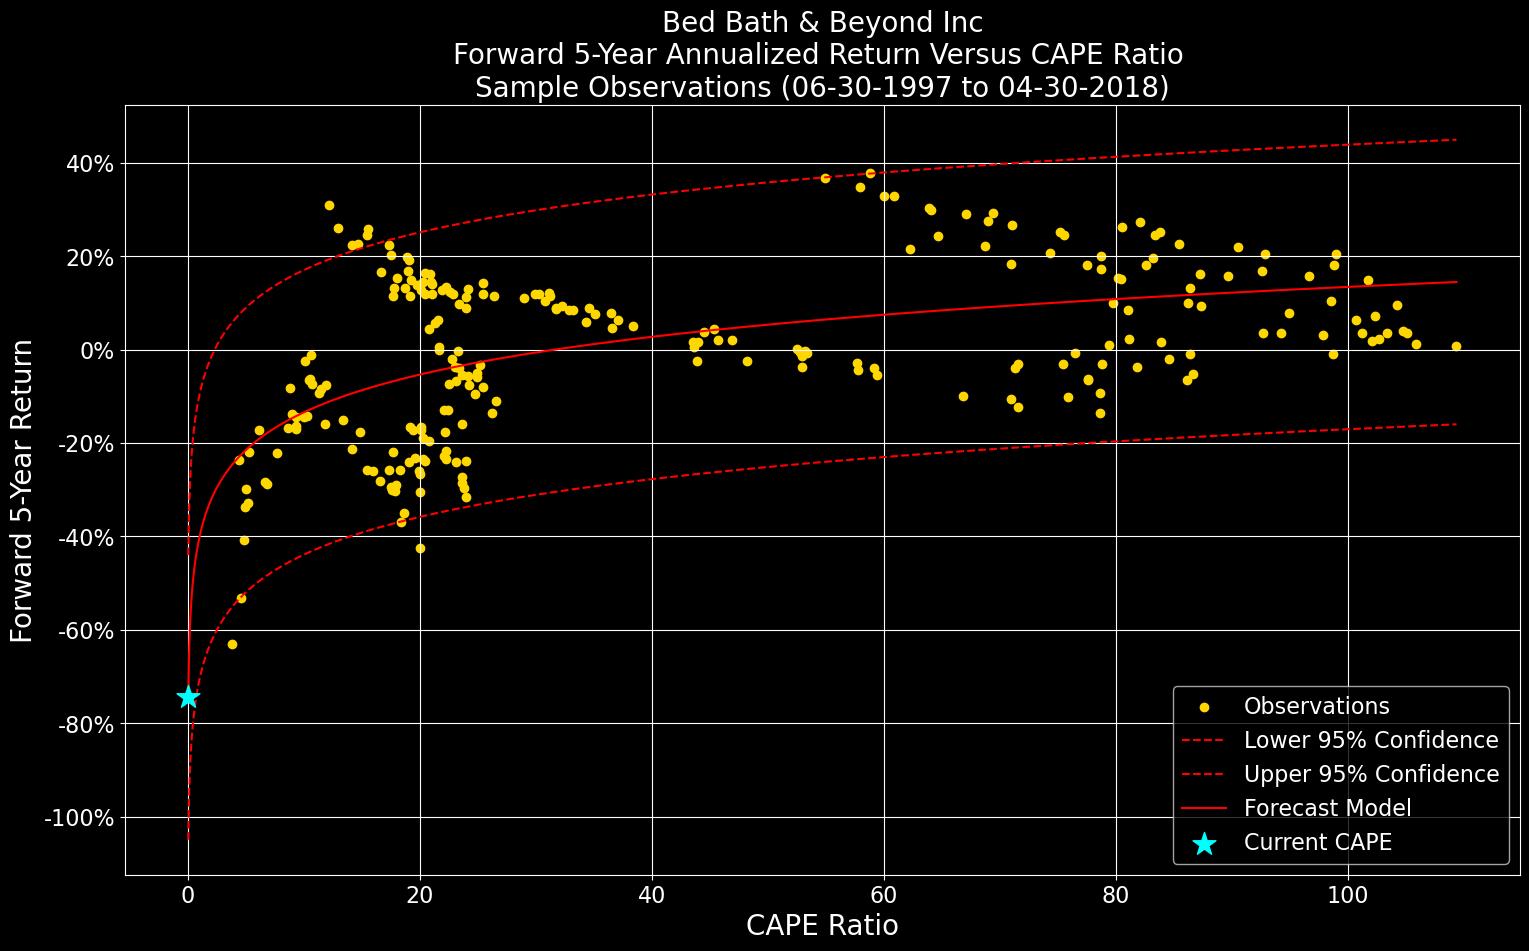 Bed Bath & Beyond Inc
Forward 5-Year Annualized Return Versus CAPE Ratio
Sample Observations (06-30-1997 to 04-30-2018)
Forward 5-Year Return
40%
20%
0%
-20%
-40%
-60%
-80%
-100%
Observations
Lower 95% Confidence
Upper 95% Confidence
Forecast Model
Current CAPE
0 20 40 60 80 100
CAPE Ratio